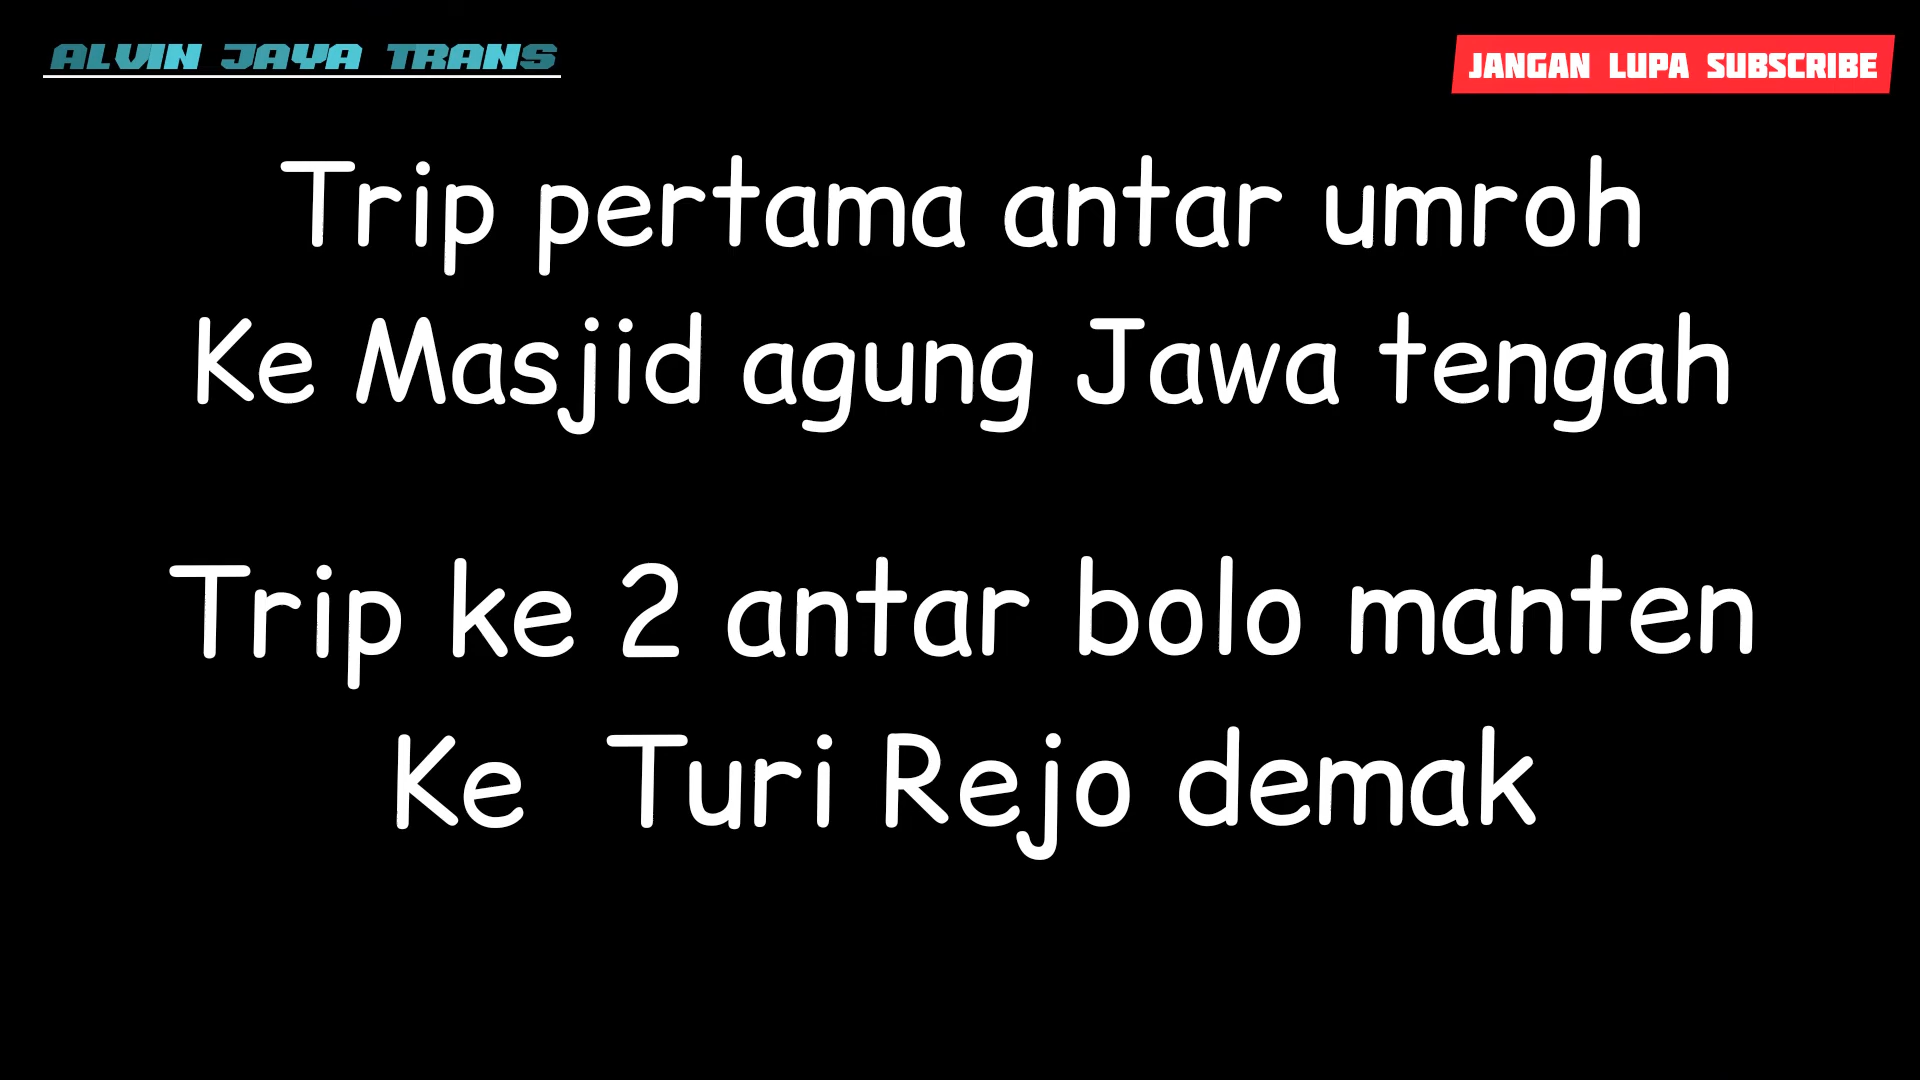 ALVIN JAYA TRANS
JANGAN LUPA SUBSCRIBE
Trip pertama antar umroh
Ke Masjid agung Jawa tengah
Trip ke 2 antar bolo manten
Ke Turi Rejo demak